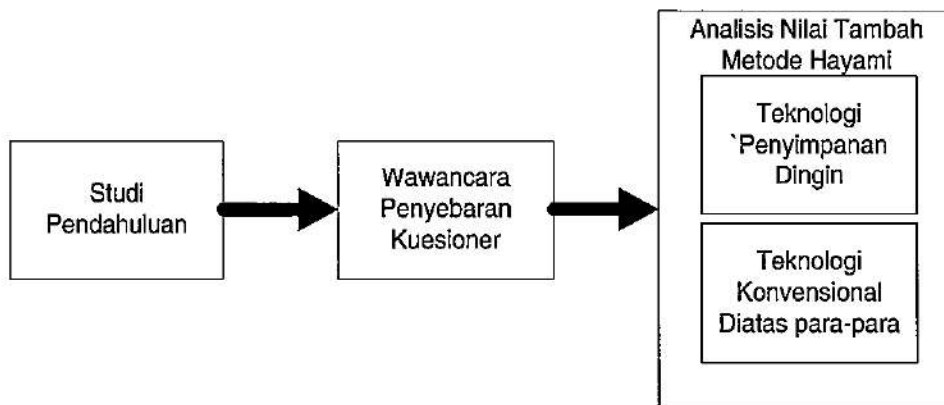 Studi
Pendahuluan
Wawancara
Penyebaran
Kuesioner
Analisis Nilai Tambah
Metode Hayami
Teknologi
`Penyimpanan
Dingin
Teknologi
Konvensional
Diatas para-para